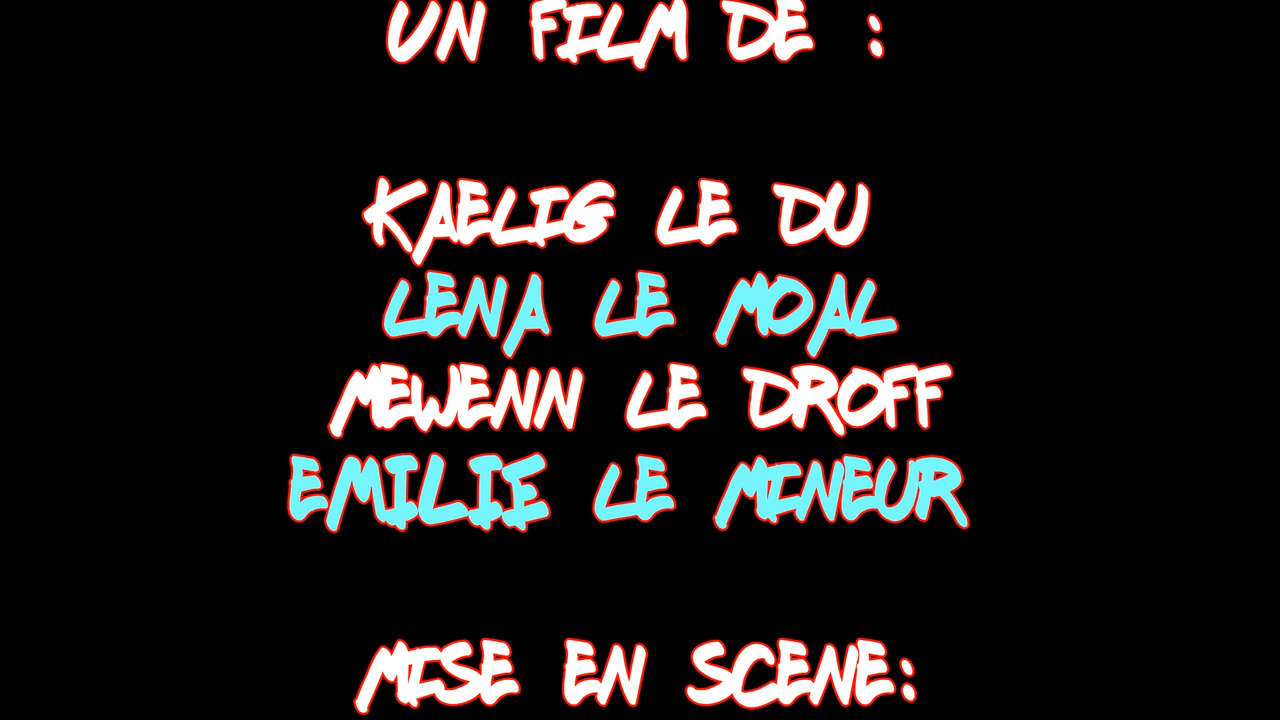 UN FILM DE :
KAELIG LE DU
LENA LE MOAL
MEWENN LE DROFF
EMILIE LE MINEUR
MISE EN SCENE: